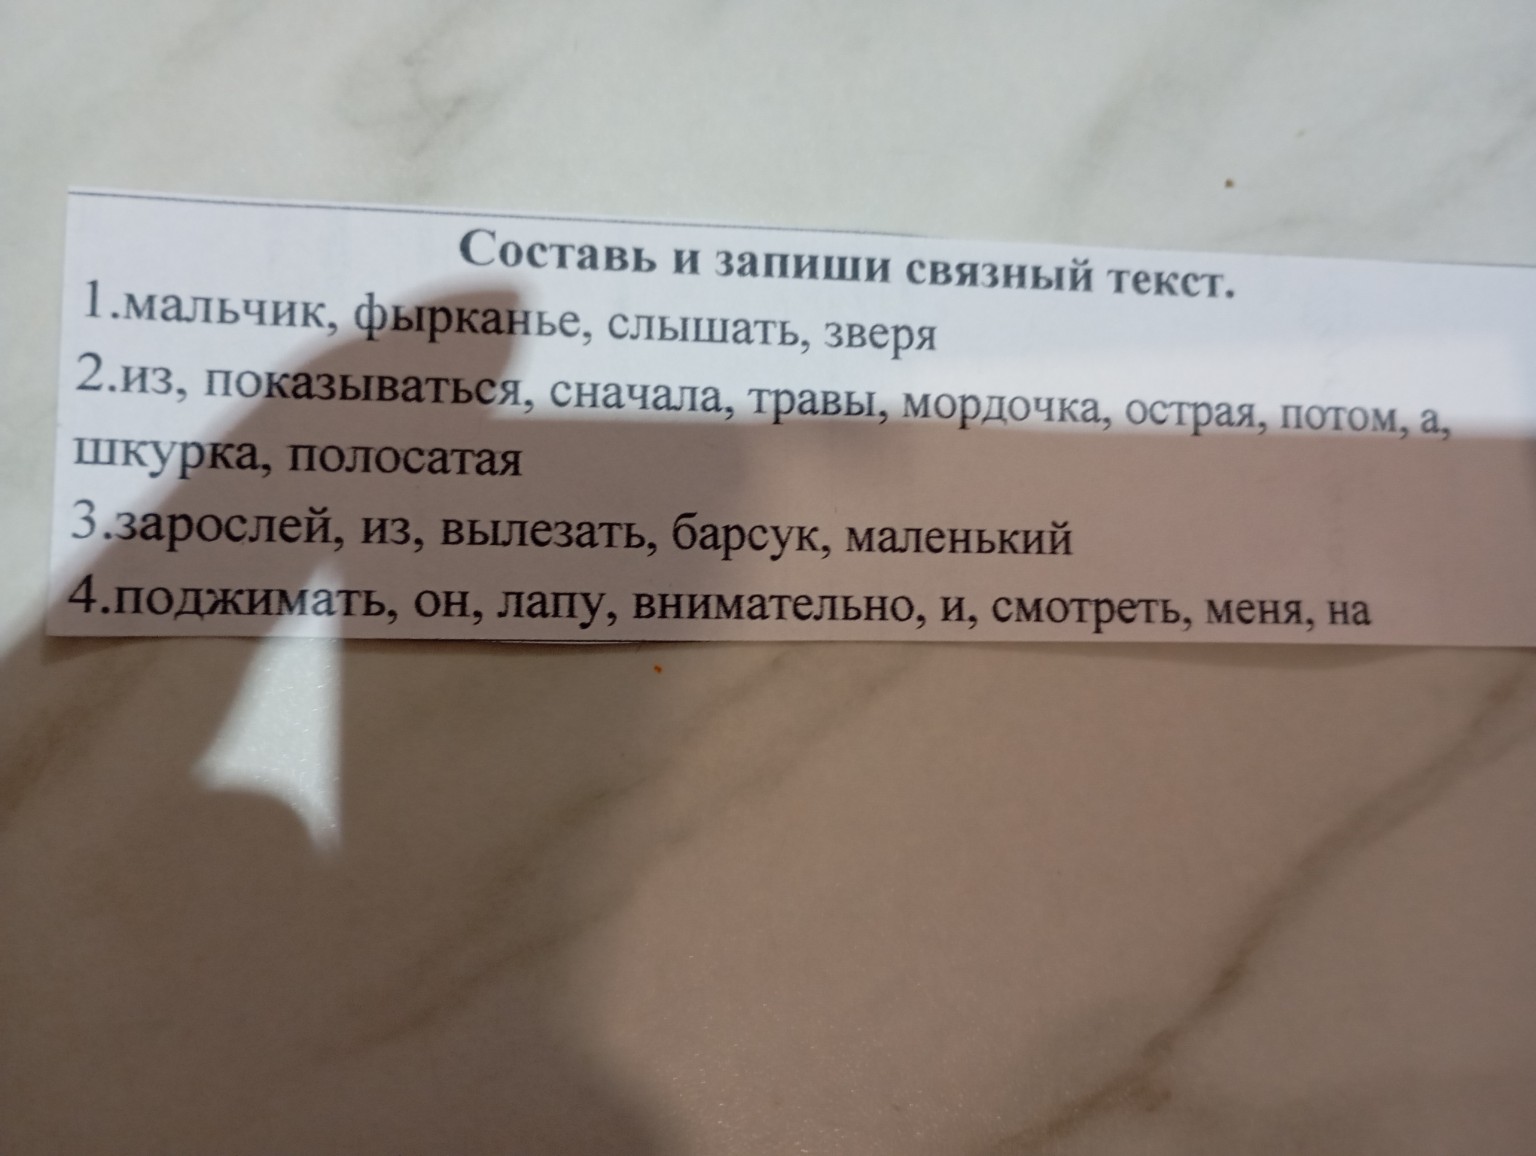 Составь и запиши связный текст.
1.мальчик, фырканье, слышать, зверя
2.из, показываться, сначала, травы, мордочка, острая, потом, а,
шкурка, полосатая
3.зарослей, из, вылезать, барсук, маленький
4.поджимать, он, лапу, внимательно, и, смотреть, меня, на